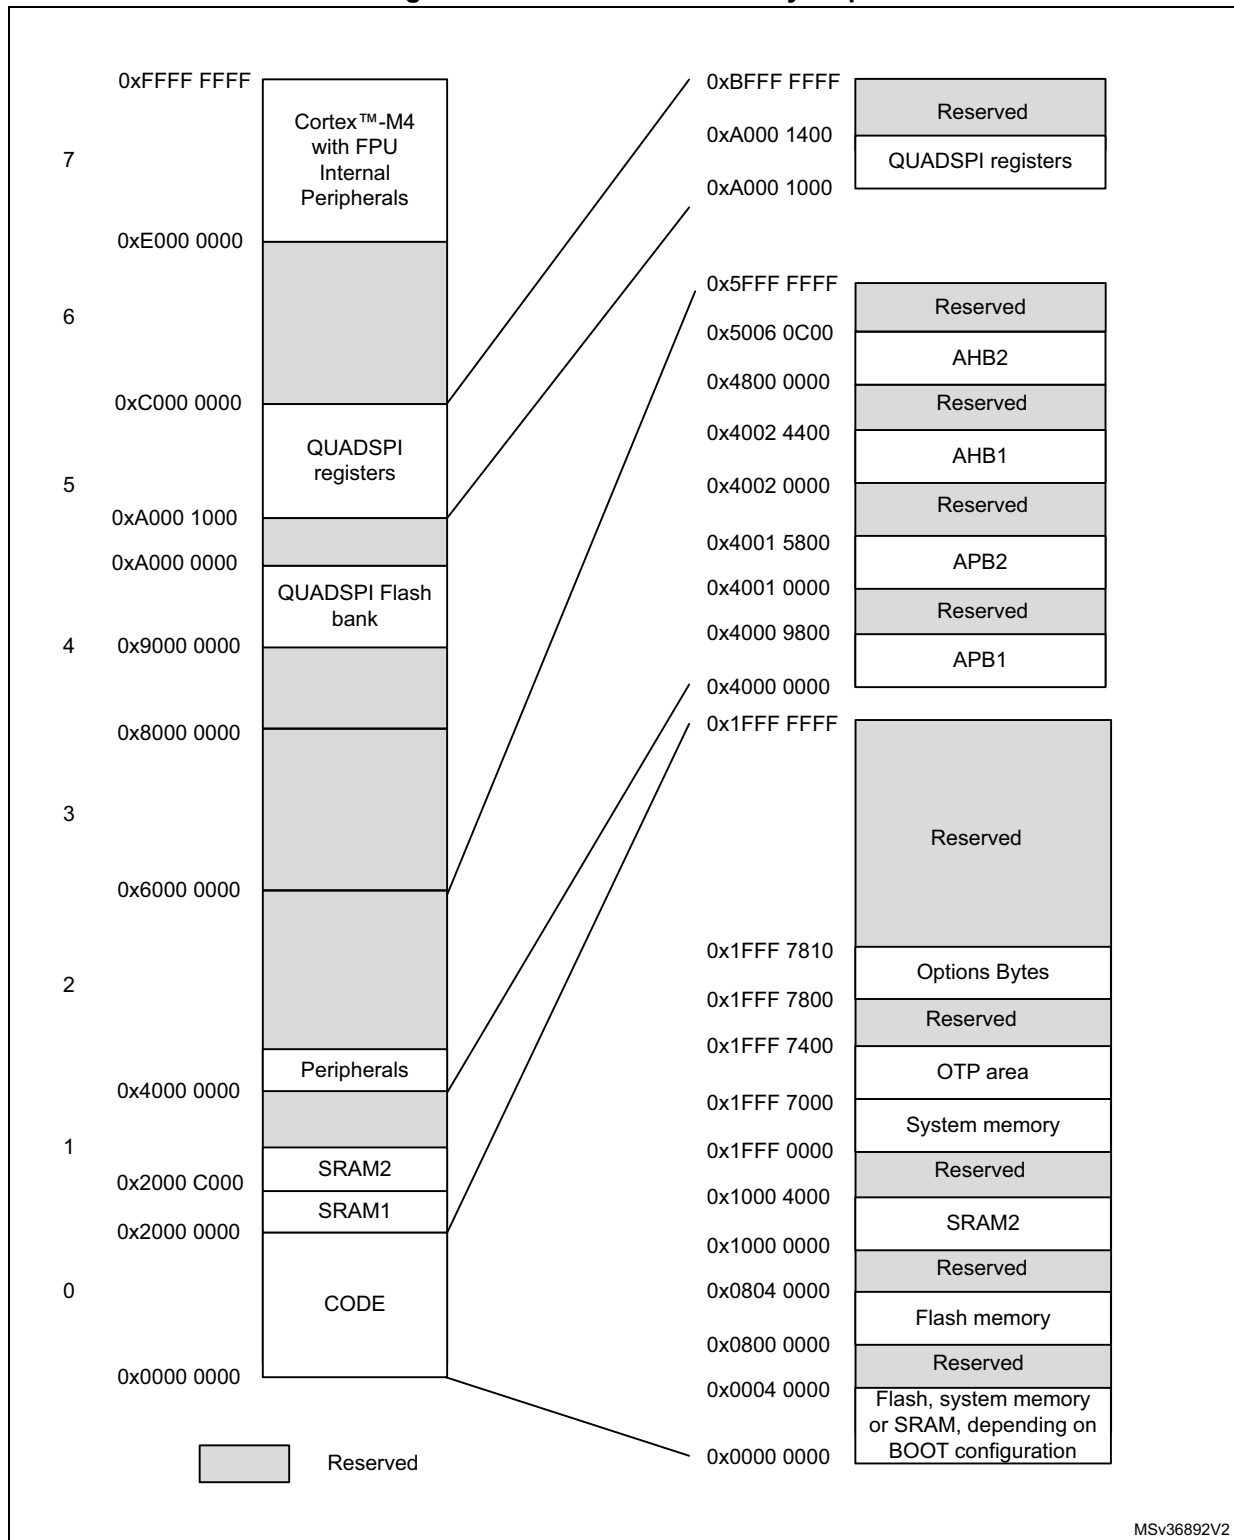 0xFFFF FFFF
Cortex™-M4
with FPU
Internal
Peripherals
7
0xE000 0000
6
0xC000 0000
QUADSPI
registers
5
0xA000 1000
0xA000 0000
QUADSPI Flash
bank
4
0x9000 0000
0x8000 0000
3
0x6000 0000
2
Peripherals
0x4000 0000
1
SRAM2
0x2000 C000
SRAM1
0x2000 0000
0
CODE
0x0000 0000
Reserved
0xBFFF FFFF
Reserved
0xA000 1400
QUADSPI registers
0xA000 1000
0x5FFF FFFF
Reserved
0x5006 0C00
AHB2
0x4800 0000
Reserved
0x4002 4400
AHB1
0x4002 0000
Reserved
0x4001 5800
APB2
0x4001 0000
Reserved
0x4000 9800
APB1
0x4000 0000
0x1FFF FFFF
Reserved
0x1FFF 7810
Options Bytes
0x1FFF 7800
Reserved
0x1FFF 7400
OTP area
0x1FFF 7000
System memory
0x1FFF 0000
Reserved
0x1000 4000
SRAM2
0x1000 0000
Reserved
0x0804 0000
Flash memory
0x0800 0000
Reserved
0x0004 0000
Flash, system memory
or SRAM, depending on
BOOT configuration
0x0000 0000
MSv36892V2